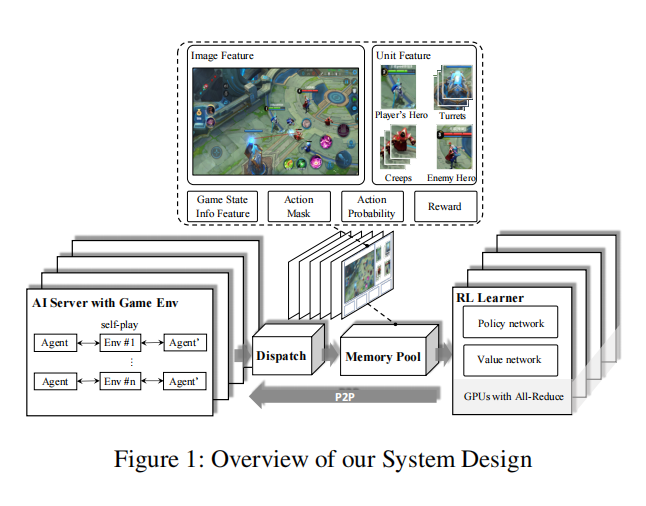 Image Feature
Unit Feature
Player's Hero
Turrets
Creeps
Enemy Hero
Game State
Info Feature
Action
Mask
Action
Probability
Reward
AI Server with Game Env
self-play
Agent
Env #1
Agent'
⋮
Agent
Env #n
Agent'
Dispatch
Memory Pool
P2P
RL Learner
Policy network
Value network
GPUs with All-Reduce
Figure 1: Overview of our System Design